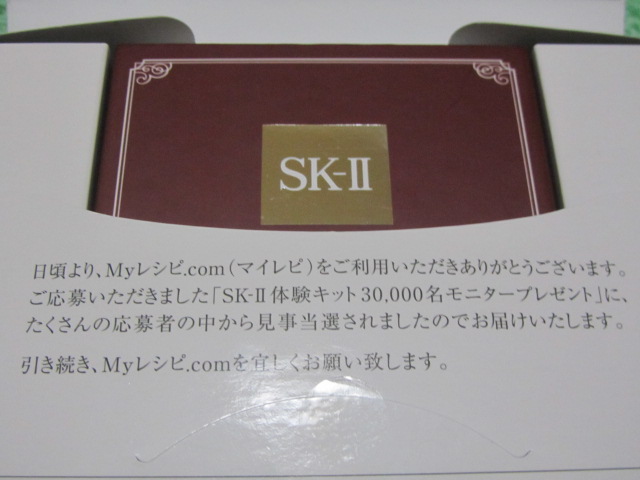 SK-II
日頃より、Myレシピ.com（マイレピ）をご利用いただきありがとうございます。
ご応募いただきました「SK-II体験キット30,000名モニタープレゼント」に、
たくさんの応募者の中から見事当選されましたのでお届けいたします。
引き続き、Myレシピ.comを宜しくお願い致します。